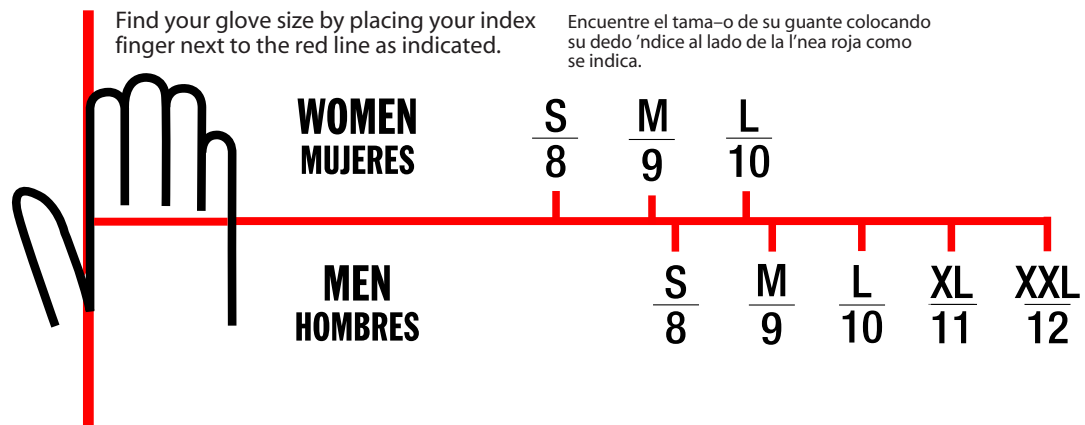 Find your glove size by placing your index
finger next to the red line as indicated.
Encuentre el tama–o de su guante colocando
su dedo ’ndice al lado de la l’nea roja como
se indica.
WOMEN
MUJERES
S M L
8 9 10
MEN
HOMBRES
S M L XL XXL
8 9 10 11 12